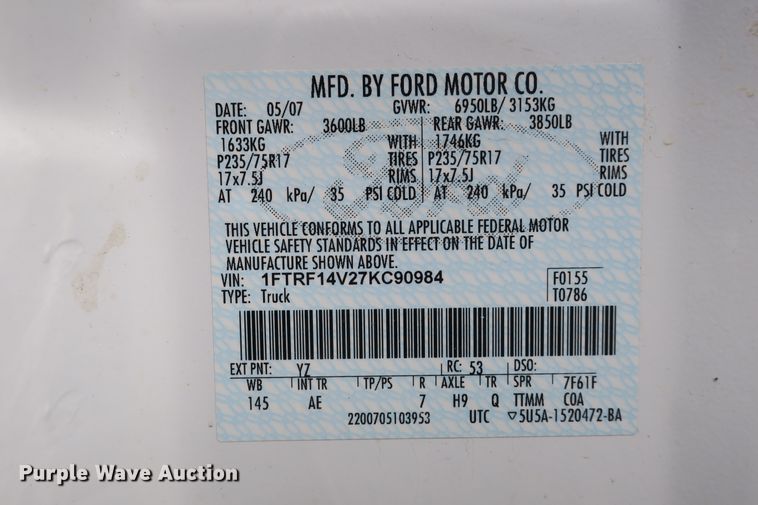 MFD. BY FORD MOTOR CO.
DATE: 05/07 GVWR: 6950LB/ 3153KG
FRONT GAWR: 3600LB REAR GAWR: 3850LB
1633KG WITH 1746KG WITH
P235/75R17 TIRES P235/75R17 TIRES
17x7.5J RIMS 17x7.5J RIMS
AT 240 kPa/ 35 PSI COLD AT 240 kPa/ 35 PSI COLD
THIS VEHICLE CONFORMS TO ALL APPLICABLE FEDERAL MOTOR
VEHICLE SAFETY STANDARDS IN EFFECT ON THE DATE OF
MANUFACTURE SHOWN ABOVE.
VIN: 1FTRF14V27KC90984 F0155
TYPE: Truck T0786
EXT PNT: YZ RC: 53 DSO:
WB INT TR TP/PS R AXLE TR SPR 7F61F
145 AE 7 H9 Q TTMM COA
2200705103953 UTC ▽5U5A-1520472-BA
Purple Wave Auction